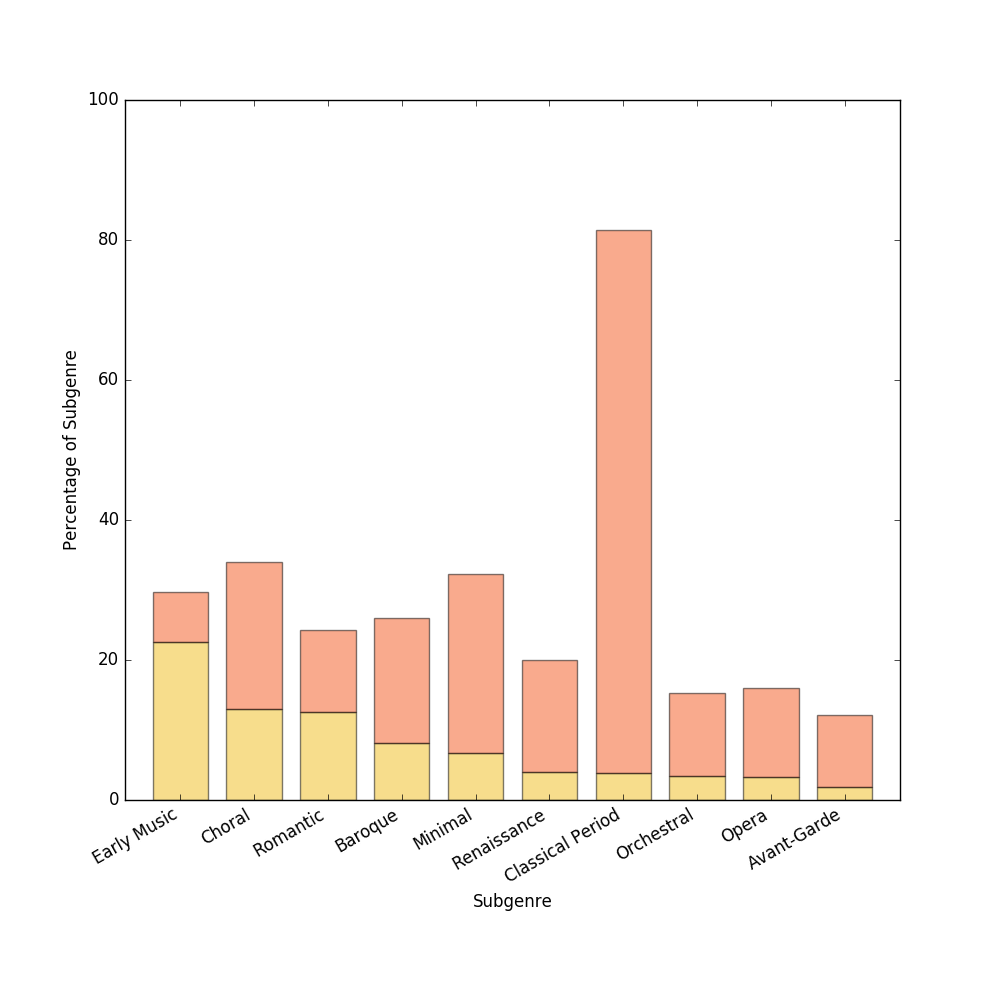 100
80
60
40
20
0
Percentage of Subgenre
Early Music
Choral
Romantic
Baroque
Minimal
Renaissance
Classical Period
Orchestral
Opera
Avant-Garde
Subgenre